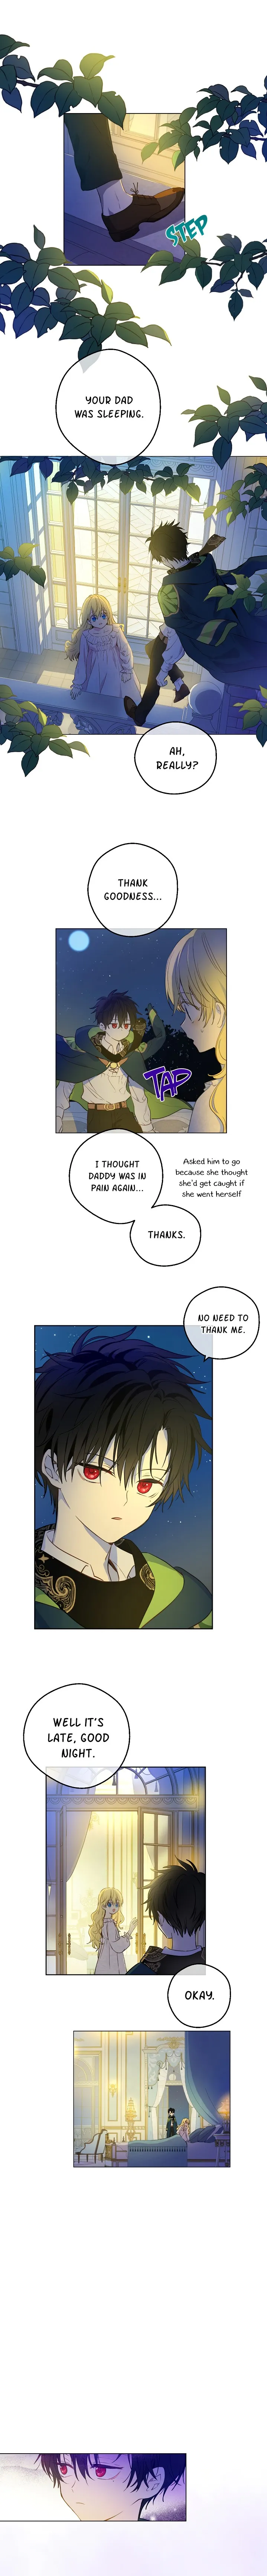 STEP
YOUR DAD
WAS SLEEPING.
AH,
REALLY?
THANK
GOODNESS...
TAP
I THOUGHT
DADDY WAS IN
PAIN AGAIN...
Asked him to go
because she thought
she'd get caught if
she went herself
THANKS.
NO NEED TO
THANK ME.
WELL IT'S
LATE, GOOD
NIGHT.
OKAY.